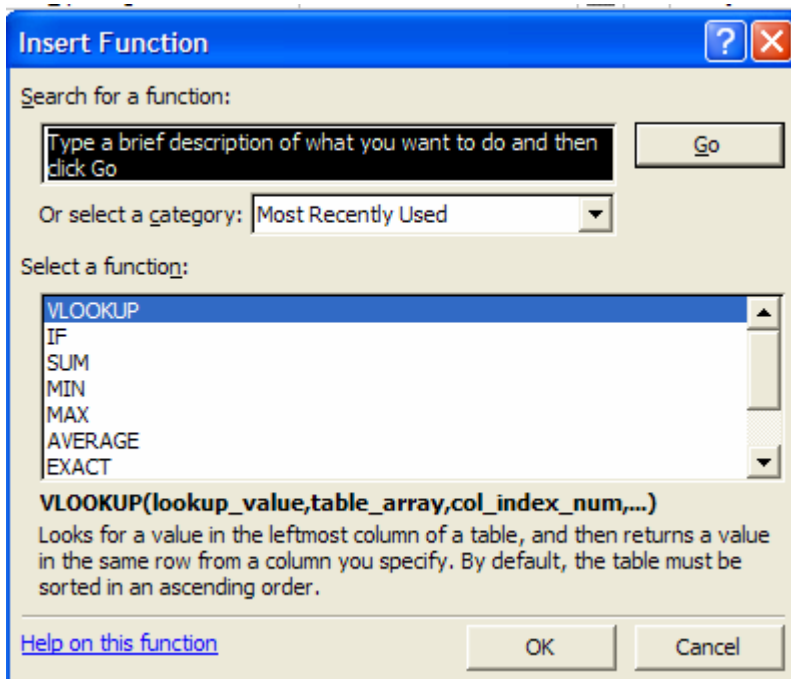 Insert Function
Search for a function:
Type a brief description of what you want to do and then
click Go
Go
Or select a category: Most Recently Used
Select a function:
VLOOKUP
IF
SUM
MIN
MAX
AVERAGE
EXACT
VLOOKUP(lookup_value,table_array,col_index_num,...)
Looks for a value in the leftmost column of a table, and then returns a value
in the same row from a column you specify. By default, the table must be
sorted in an ascending order.
Help on this function
OK
Cancel